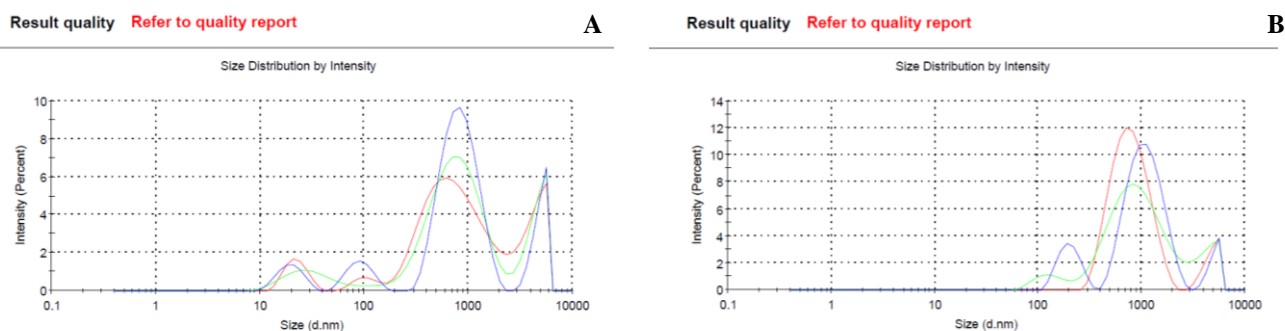 Result quality Refer to quality report A
Size Distribution by Intensity
10
8
6
4
2
0
Intensity (Percent)
0.1 1 10 100 1000 10000
Size (d.nm)
Result quality Refer to quality report B
Size Distribution by Intensity
14
12
10
8
6
4
2
0
Intensity (Percent)
0.1 1 10 100 1000 10000
Size (d.nm)